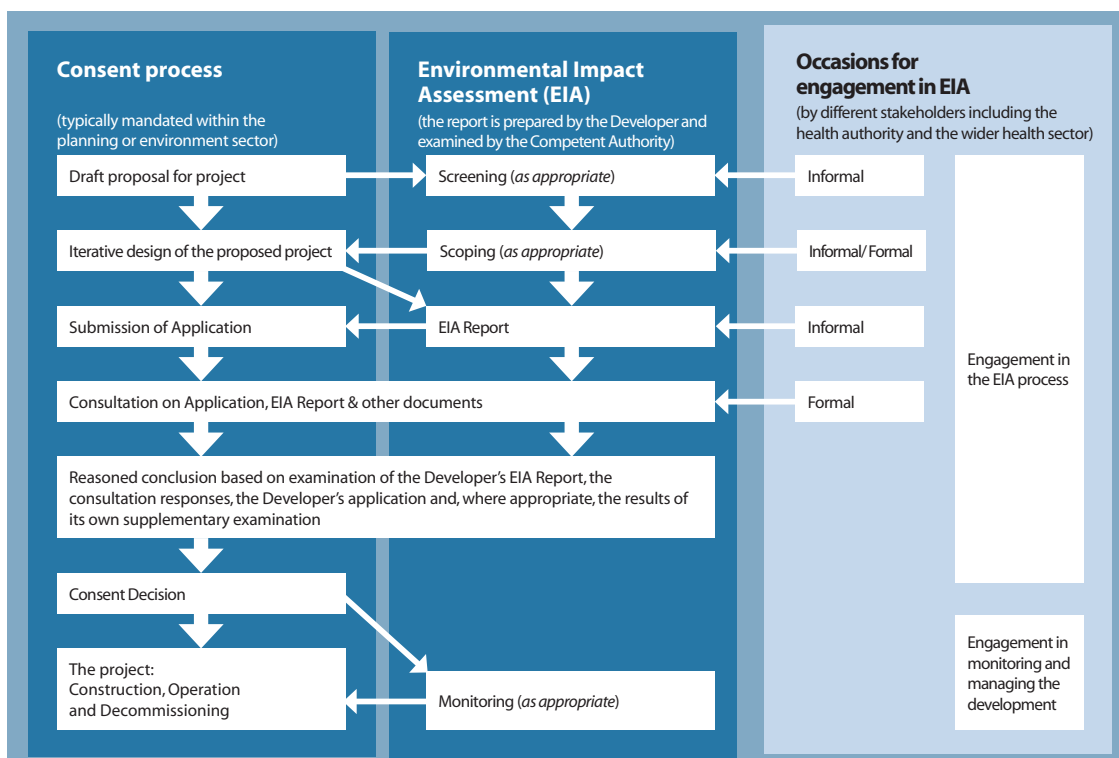 Consent process
(typically mandated within the
planning or environment sector)
Environmental Impact
Assessment (EIA)
(the report is prepared by the Developer and
examined by the Competent Authority)
Occasions for
engagement in EIA
(by different stakeholders including the
health authority and the wider health sector)
Draft proposal for project
Screening (as appropriate)
Informal
Iterative design of the proposed project
Scoping (as appropriate)
Informal/ Formal
Submission of Application
EIA Report
Informal
Engagement in
the EIA process
Consultation on Application, EIA Report & other documents
Formal
Reasoned conclusion based on examination of the Developer's EIA Report, the
consultation responses, the Developer's application and, where appropriate, the results of
its own supplementary examination
Consent Decision
The project:
Construction, Operation
and Decommissioning
Monitoring (as appropriate)
Engagement in
monitoring and
managing the
development